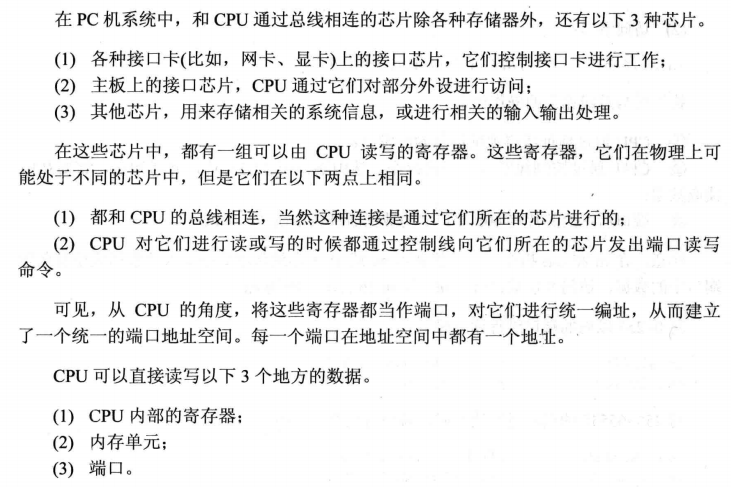 在 PC 机系统中，和 CPU 通过总线相连的芯片除各种存储器外，还有以下 3 种芯片。
(1) 各种接口卡(比如，网卡、显卡)上的接口芯片，它们控制接口卡进行工作；
(2) 主板上的接口芯片，CPU 通过它们对部分外设进行访问；
(3) 其他芯片，用来存储相关的系统信息，或进行相关的输入输出处理。
在这些芯片中，都有一组可以由 CPU 读写的寄存器。这些寄存器，它们在物理上可
能处于不同的芯片中，但是它们在以下两点上相同。
(1) 都和 CPU 的总线相连，当然这种连接是通过它们所在的芯片进行的；
(2) CPU 对它们进行读或写的时候都通过控制线向它们所在的芯片发出端口读写
命令。
可见，从 CPU 的角度，将这些寄存器都当作端口，对它们进行统一编址，从而建立
了一个统一的端口地址空间。每一个端口在地址空间中都有一个地址。
CPU 可以直接读写以下 3 个地方的数据。
(1) CPU 内部的寄存器；
(2) 内存单元；
(3) 端口。